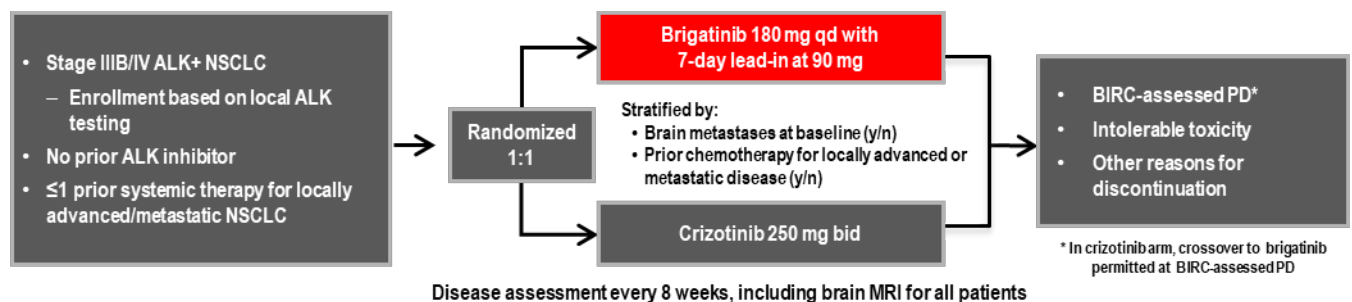 • Stage IIIB/IV ALK+ NSCLC
– Enrollment based on local ALK
testing
• No prior ALK inhibitor
• ≤1 prior systemic therapy for locally
advanced/metastatic NSCLC
Randomized
1:1
Brigatinib 180 mg qd with
7-day lead-in at 90 mg
Stratified by:
• Brain metastases at baseline (y/n)
• Prior chemotherapy for locally advanced or
metastatic disease (y/n)
Crizotinib 250 mg bid
• BIRC-assessed PD*
• Intolerable toxicity
• Other reasons for
discontinuation
* In crizotinib arm, crossover to brigatinib
permitted at BIRC-assessed PD
Disease assessment every 8 weeks, including brain MRI for all patients